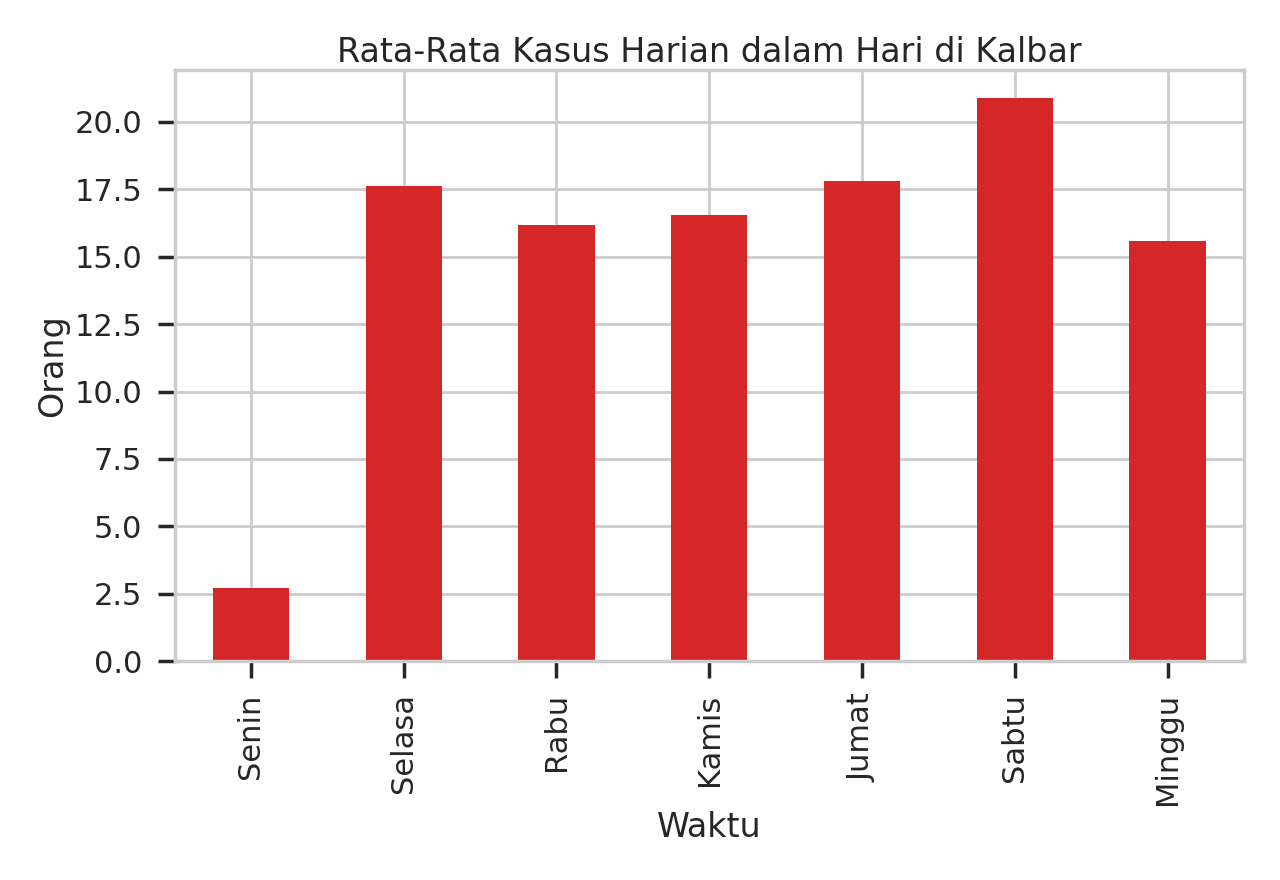 Rata-Rata Kasus Harian dalam Hari di Kalbar
20.0
17.5
15.0
12.5
10.0
7.5
5.0
2.5
0.0
Orang
Senin
Selasa
Rabu
Kamis
Jumat
Sabtu
Minggu
Waktu